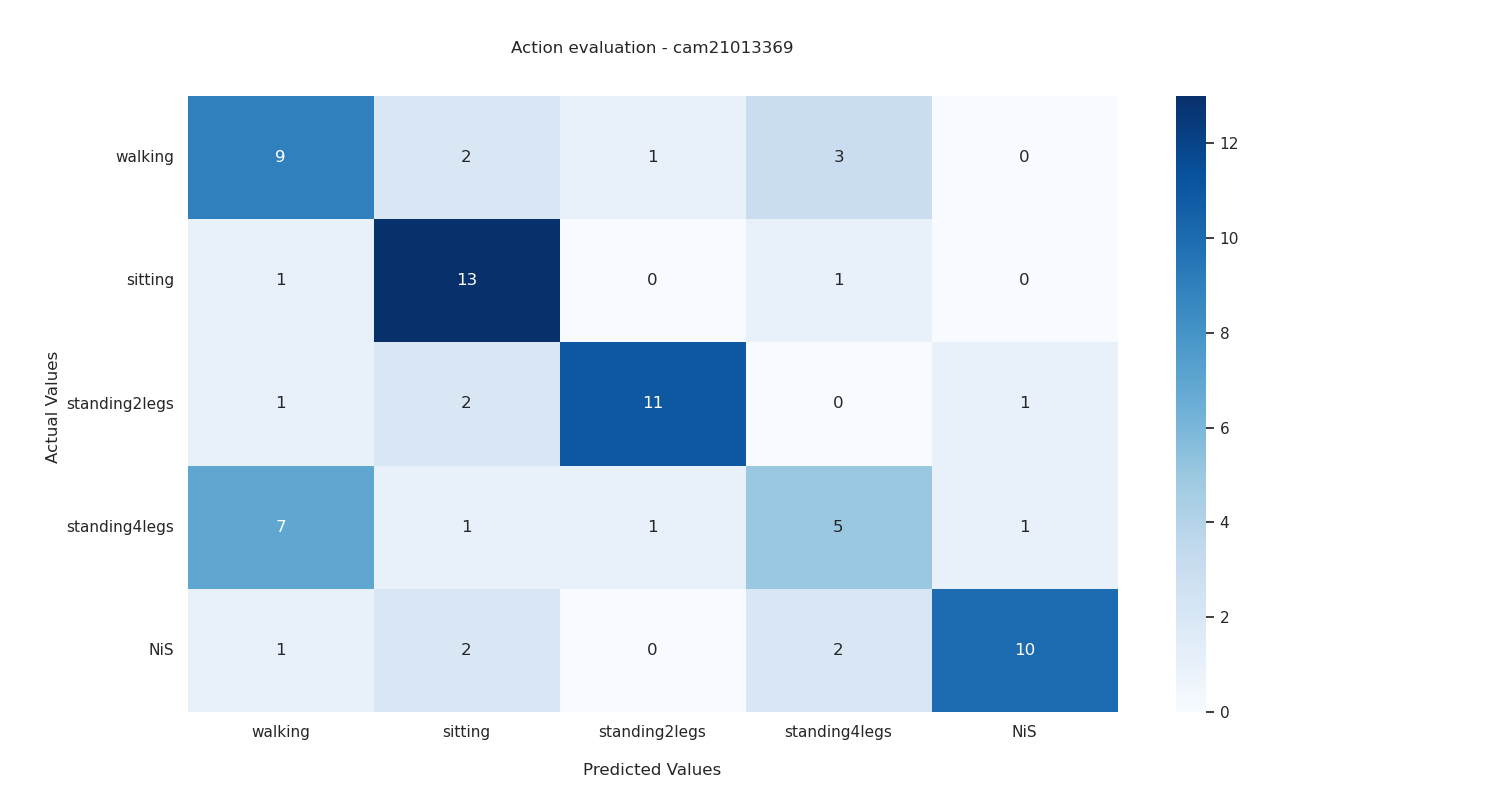 Action evaluation - cam21013369
walking 9 2 1 3 0
sitting 1 13 0 1 0
standing2legs 1 2 11 0 1
standing4legs 7 1 1 5 1
NiS 1 2 0 2 10
walking sitting standing2legs standing4legs NiS
Predicted Values
Actual Values
12
10
8
6
4
2
0